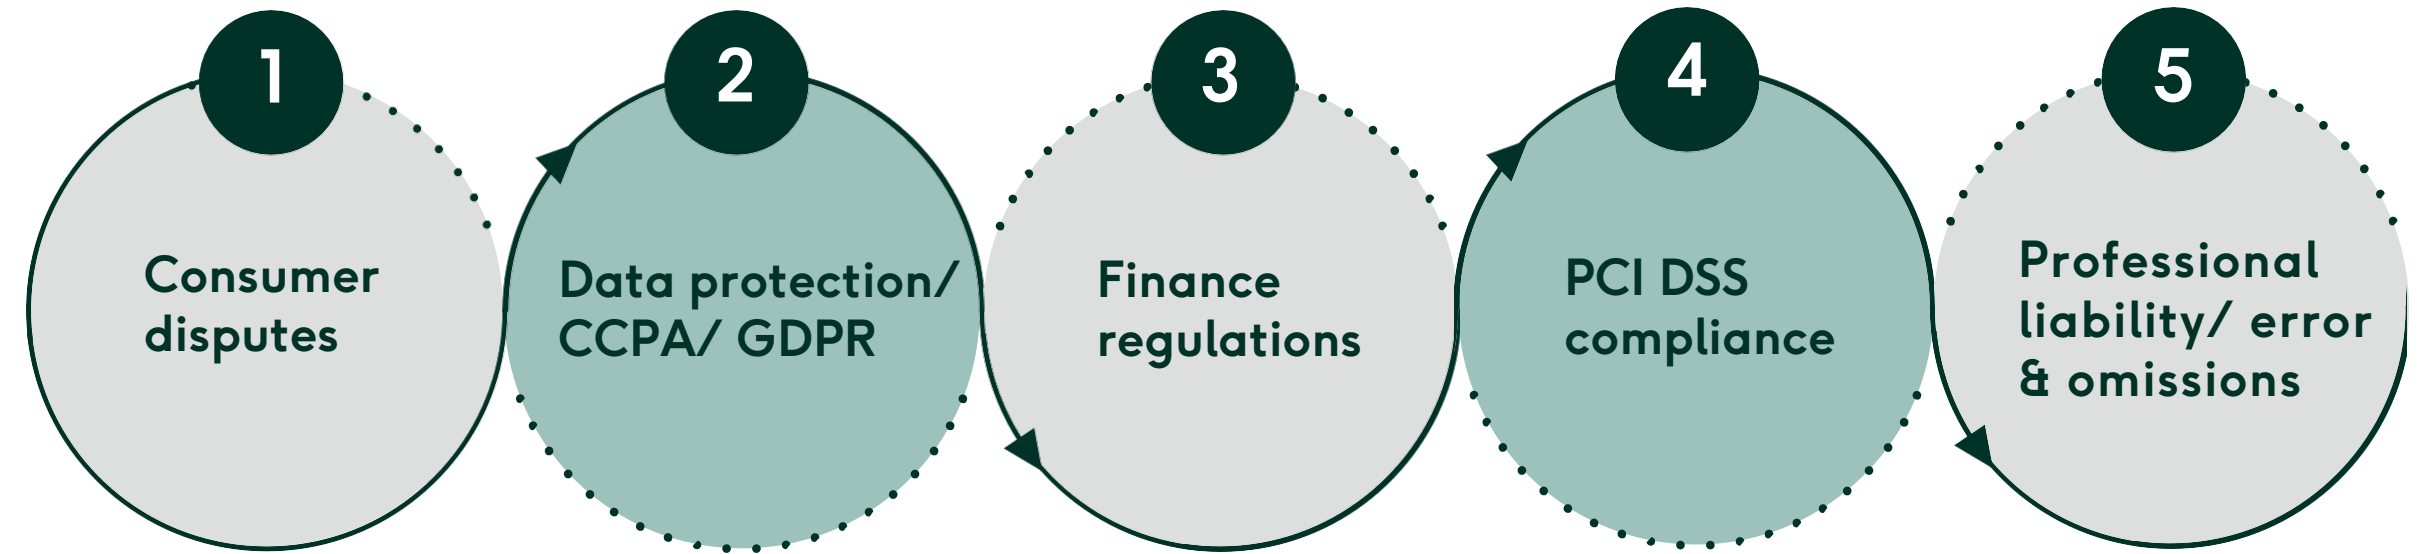 1
Consumer
disputes
2
Data protection/
CCPA/ GDPR
3
Finance
regulations
4
PCI DSS
compliance
5
Professional
liability/ error
& omissions